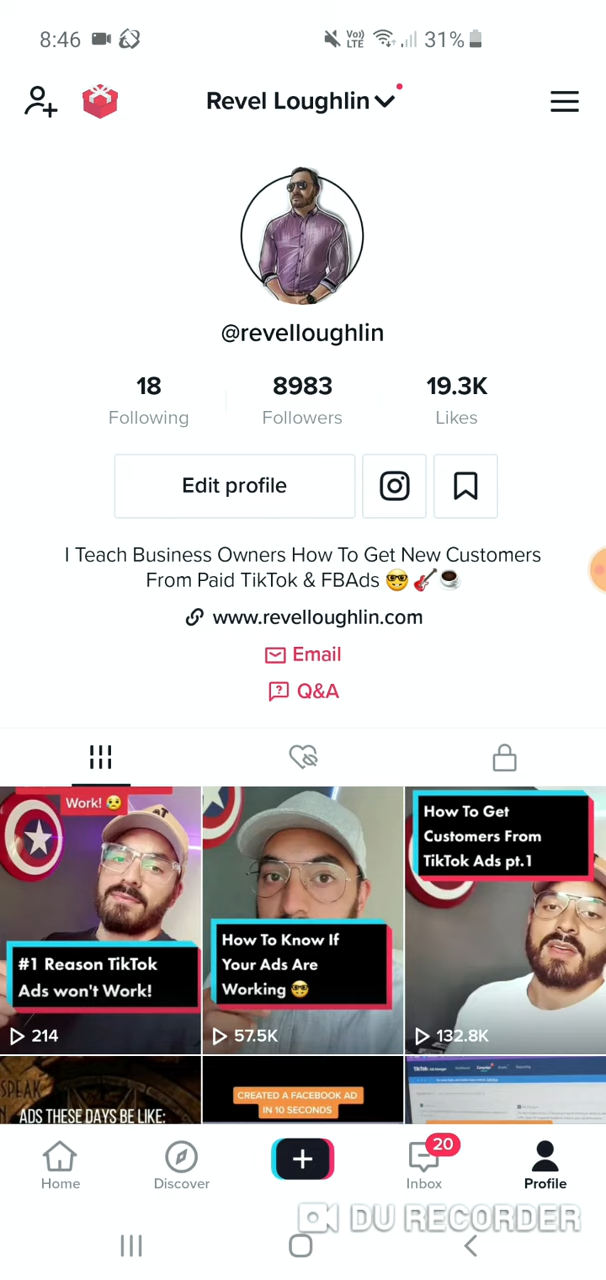 8:46
Vo))
LTE
31%
Revel Loughlin
@revelloughlin
18
Following
8983
Followers
19.3K
Likes
Edit profile
I Teach Business Owners How To Get New Customers
From Paid TikTok & FBAds 🤓🎸☕
www.revelloughlin.com
Email
Q&A
Work! 😟
#1 Reason TikTok
Ads won't Work!
214
How To Know If
Your Ads Are
Working 🤓
57.5K
How To Get
Customers From
TikTok Ads pt.1
132.8K
SPEAK
ADS THESE DAYS BE LIKE:
CREATED A FACEBOOK AD
IN 10 SECONDS
TikTok
Home
Discover
20
Inbox
Profile
DU RECORDER